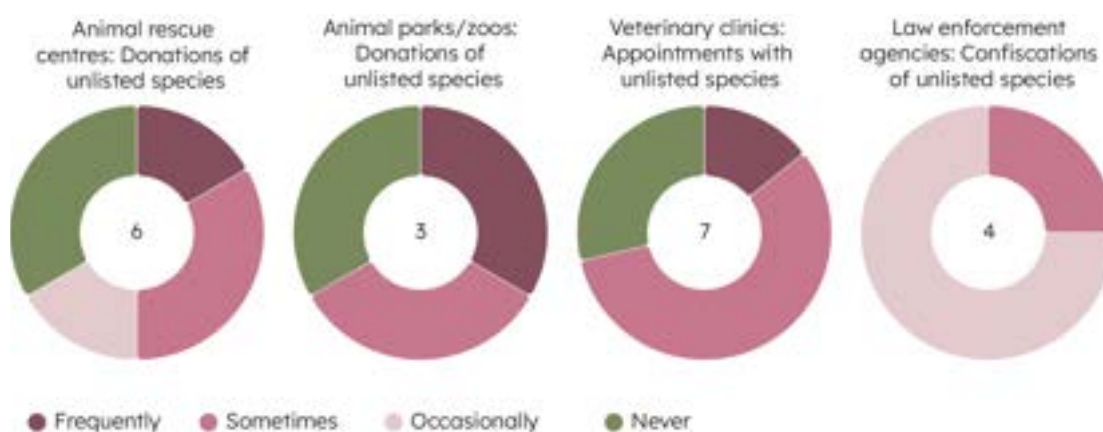 Animal rescue
centres: Donations of
unlisted species
Animal parks/zoos:
Donations of
unlisted species
Veterinary clinics:
Appointments with
unlisted species
Law enforcement
agencies: Confiscations
of unlisted species
6
3
7
4
Frequently
Sometimes
Occasionally
Never